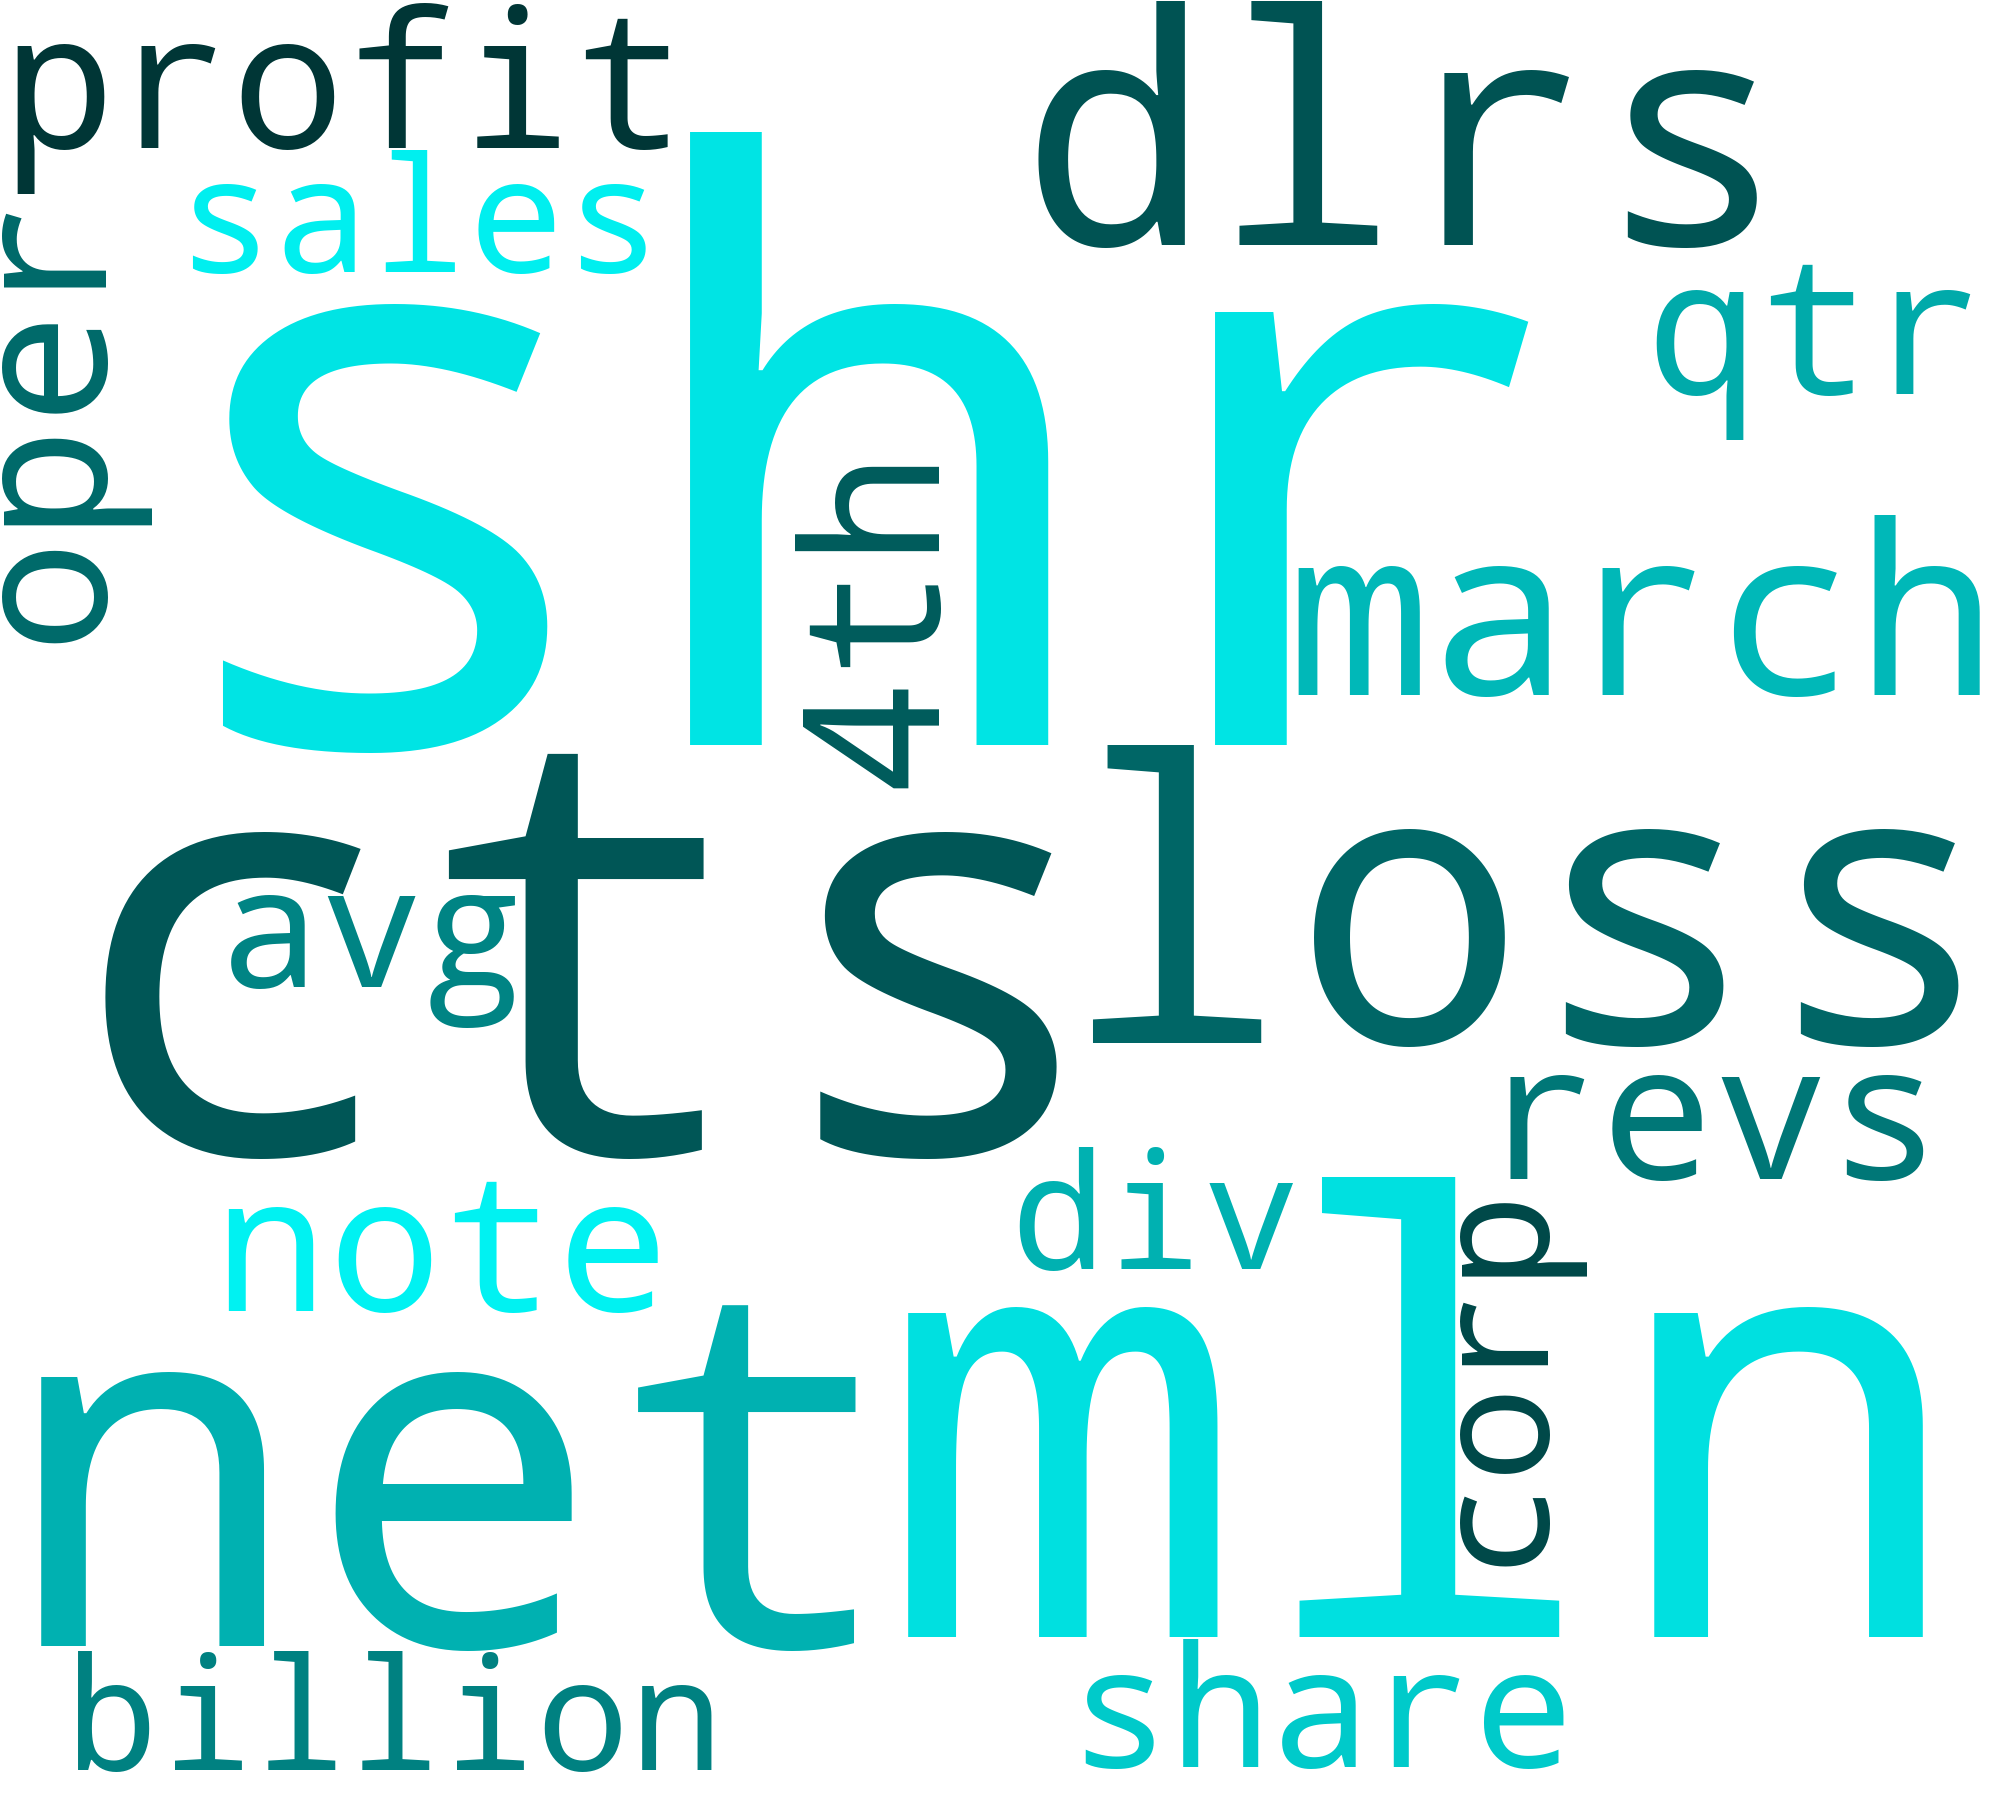 profit
dlrs
sales
oper
shr
qtr
4th
march
cts
loss
avg
revs
note
div
corp
net
mln
billion
share